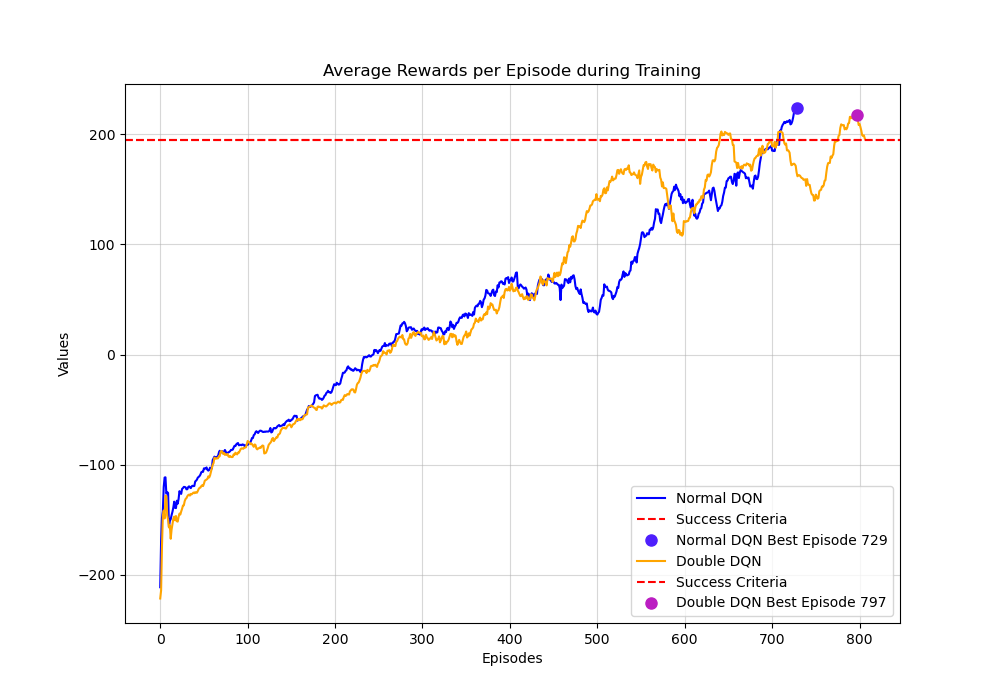 Average Rewards per Episode during Training
Values
200
100
0
−100
−200
0 100 200 300 400 500 600 700 800
Episodes
Normal DQN
Success Criteria
Normal DQN Best Episode 729
Double DQN
Success Criteria
Double DQN Best Episode 797